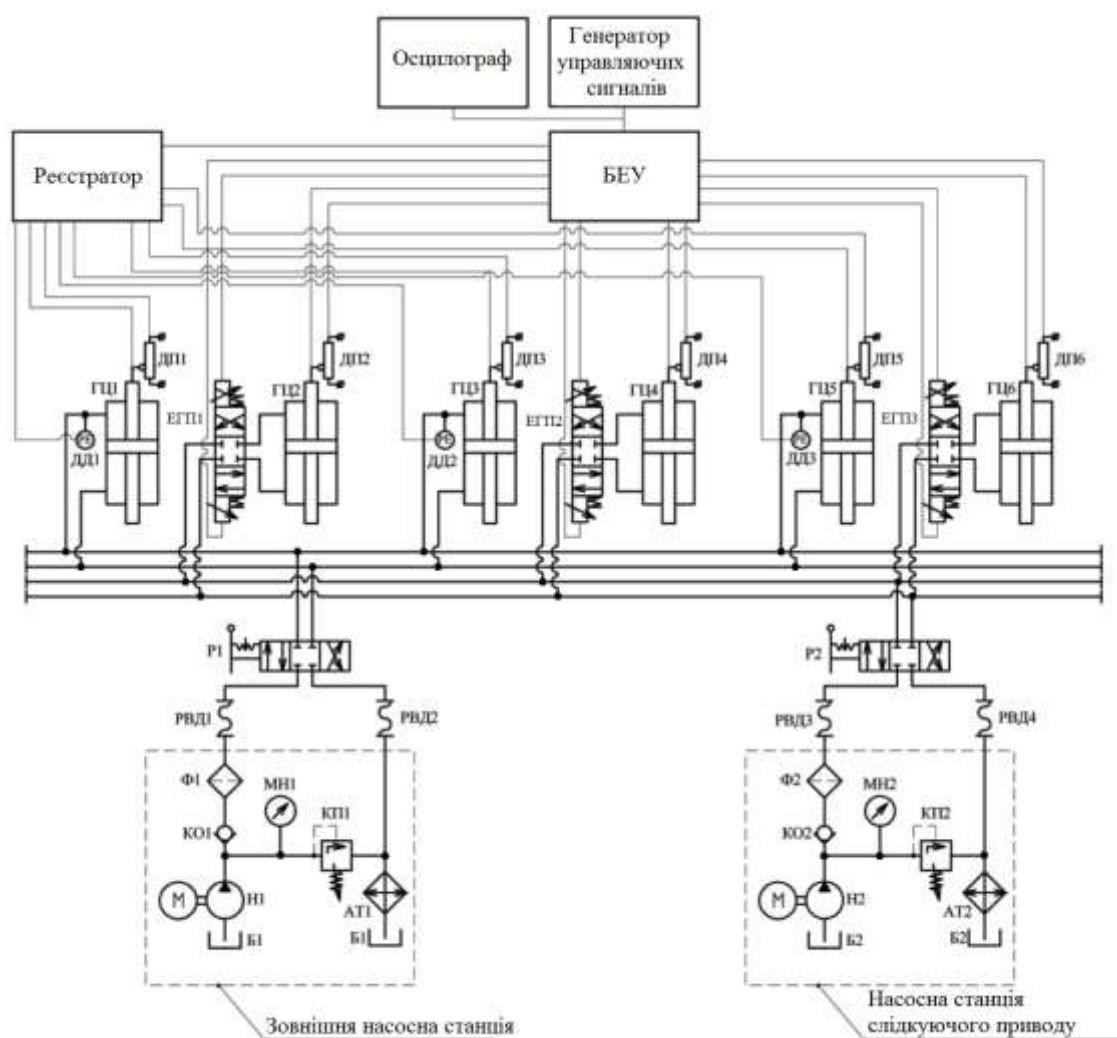 Осцилограф
Генератор
управляючих
сигналів
Реєстратор
БЕУ
ДП1
ДП2
ДП3
ДП4
ДП5
ДП6
ГЦ1
ГЦ2
ГЦ3
ГЦ4
ГЦ5
ГЦ6
ЕГП1
ЕГП2
ЕГП3
ДД1
ДД2
ДД3
Р1
Р2
РВД1
РВД2
РВД3
РВД4
Ф1
МН1
КП1
КО1
М
Н1
АТ1
Б1
Б1
Ф2
МН2
КП2
КО2
М
Н2
АТ2
Б2
Б2
Зовнішня насосна станція
Насосна станція
слідкуючого приводу